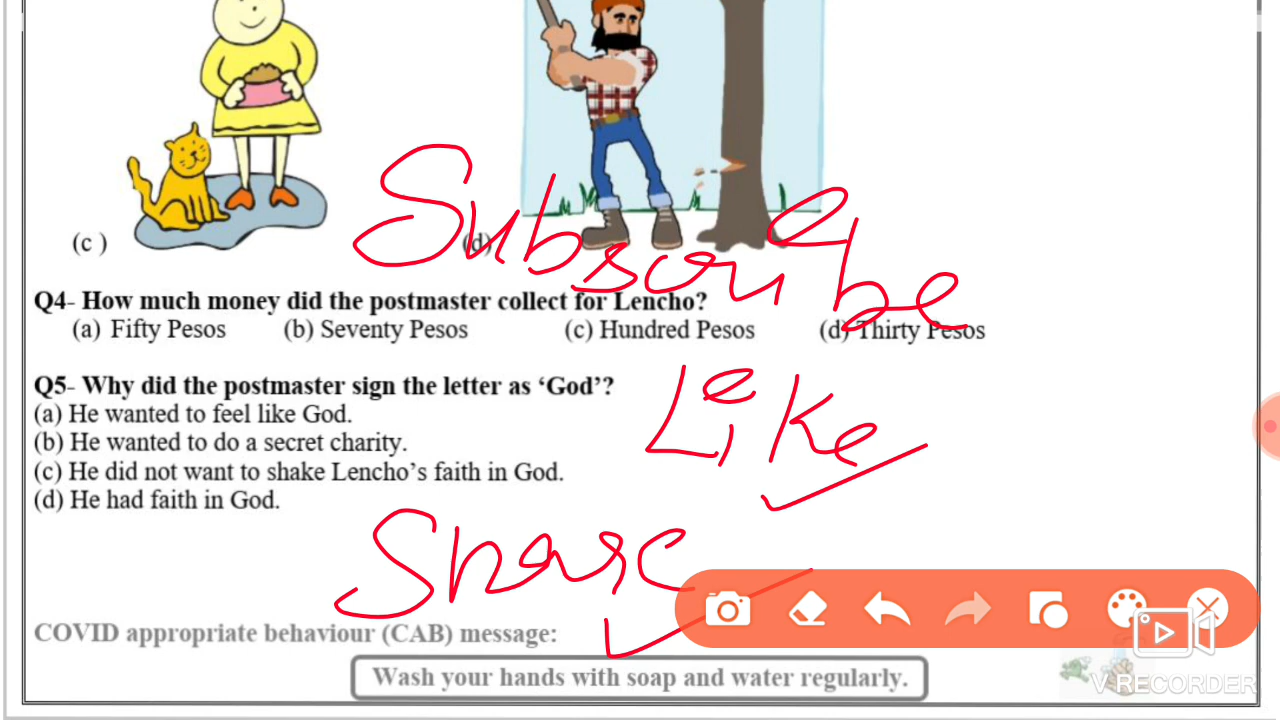 (c ) (d)
Subscribe
Q4- How much money did the postmaster collect for Lencho?
(a) Fifty Pesos (b) Seventy Pesos (c) Hundred Pesos (d) Thirty Pesos
Q5- Why did the postmaster sign the letter as ‘God’?
(a) He wanted to feel like God.
Like
(b) He wanted to do a secret charity.
(c) He did not want to shake Lencho’s faith in God.
(d) He had faith in God.
Share
COVID appropriate behaviour (CAB) message:
Wash your hands with soap and water regularly.
V RECORDER